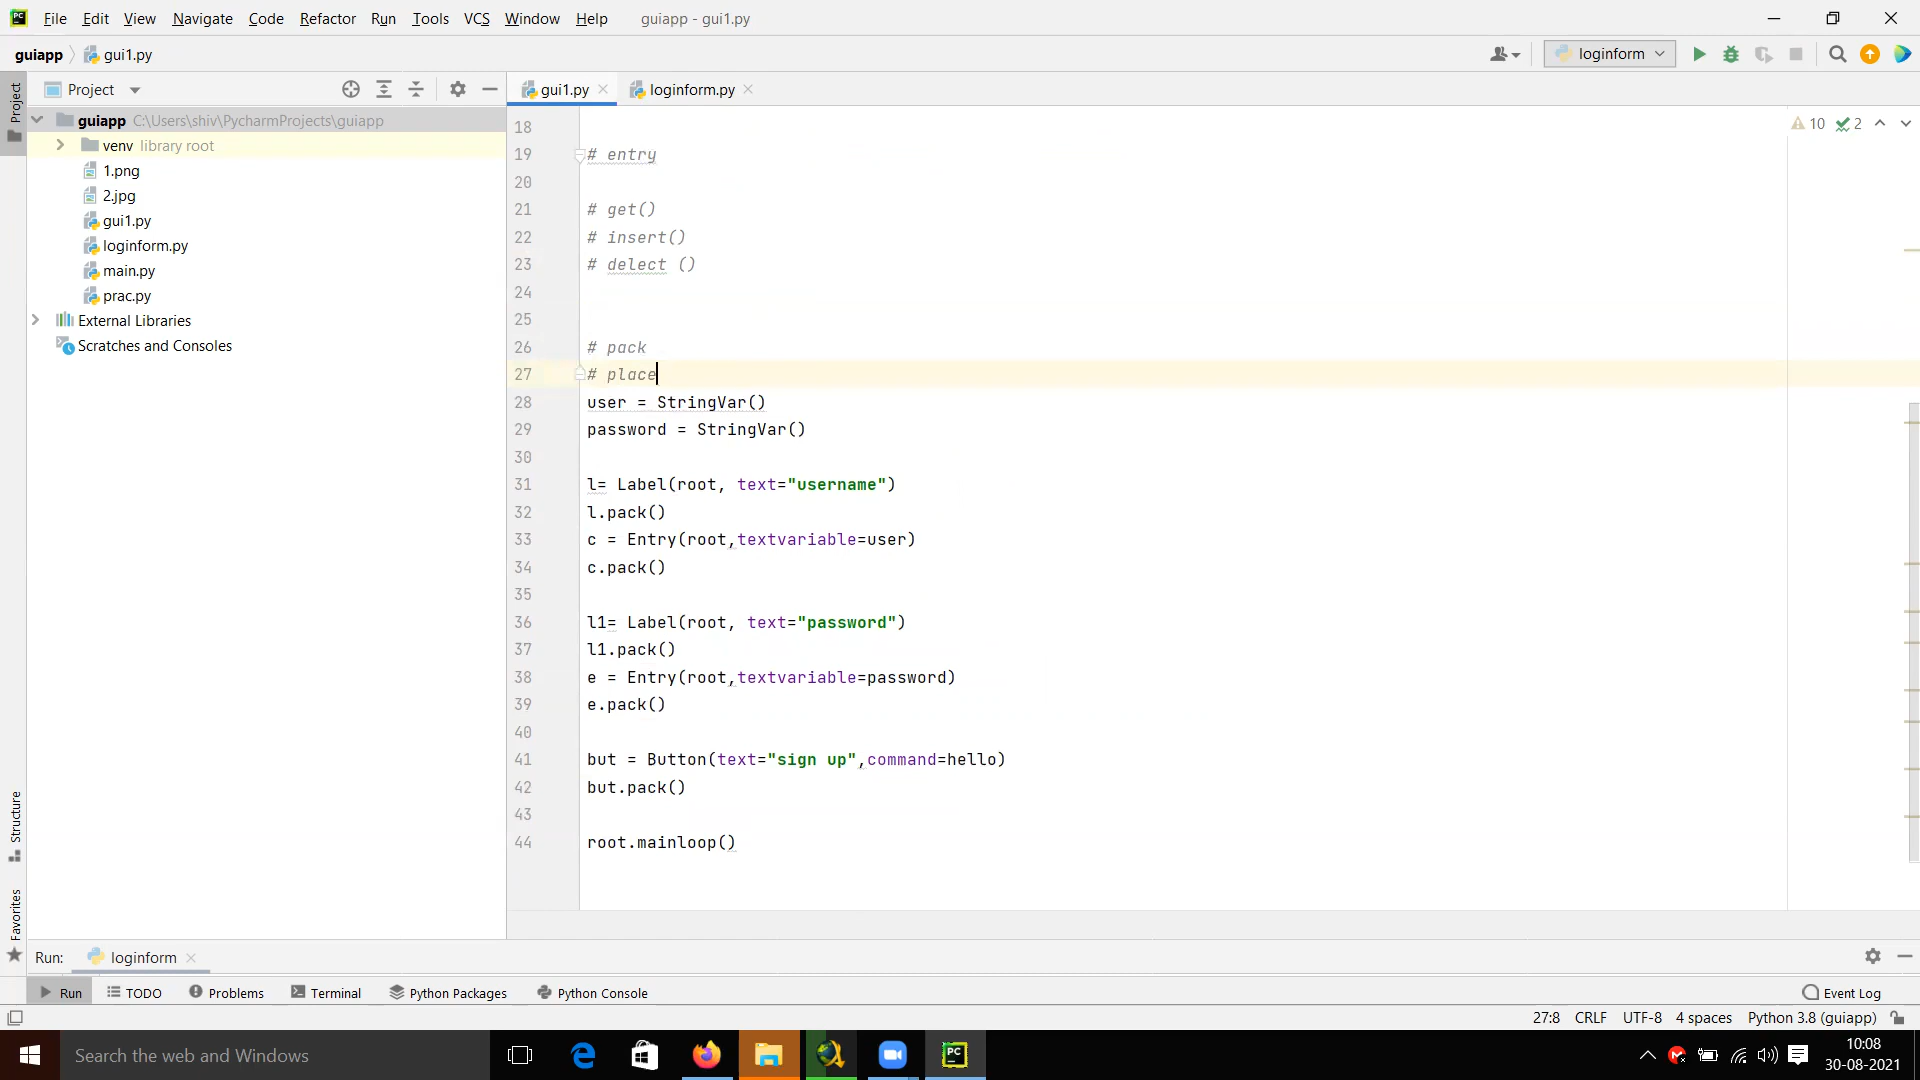 PC File Edit View Navigate Code Refactor Run Tools VCS Window Help guiapp - gui1.py
guiapp gui1.py loginform
Project gui1.py loginform.py
Project
guiapp C:\Users\shiv\PycharmProjects\guiapp
venv library root
1.png
2.jpg
gui1.py
loginform.py
main.py
prac.py
External Libraries
Scratches and Consoles
10 2
18
19 # entry
20
21 # get()
22 # insert()
23 # delect ()
24
25
26 # pack
27 # place
28 user = StringVar()
29 password = StringVar()
30
31 l= Label(root, text="username")
32 l.pack()
33 c = Entry(root,textvariable=user)
34 c.pack()
35
36 l1= Label(root, text="password")
37 l1.pack()
38 e = Entry(root,textvariable=password)
39 e.pack()
40
41 but = Button(text="sign up",command=hello)
42 but.pack()
43
44 root.mainloop()
Structure
Favorites
Run: loginform
Run TODO Problems Terminal Python Packages Python Console Event Log
27:8 CRLF UTF-8 4 spaces Python 3.8 (guiapp)
Search the web and Windows PC 10:08
30-08-2021